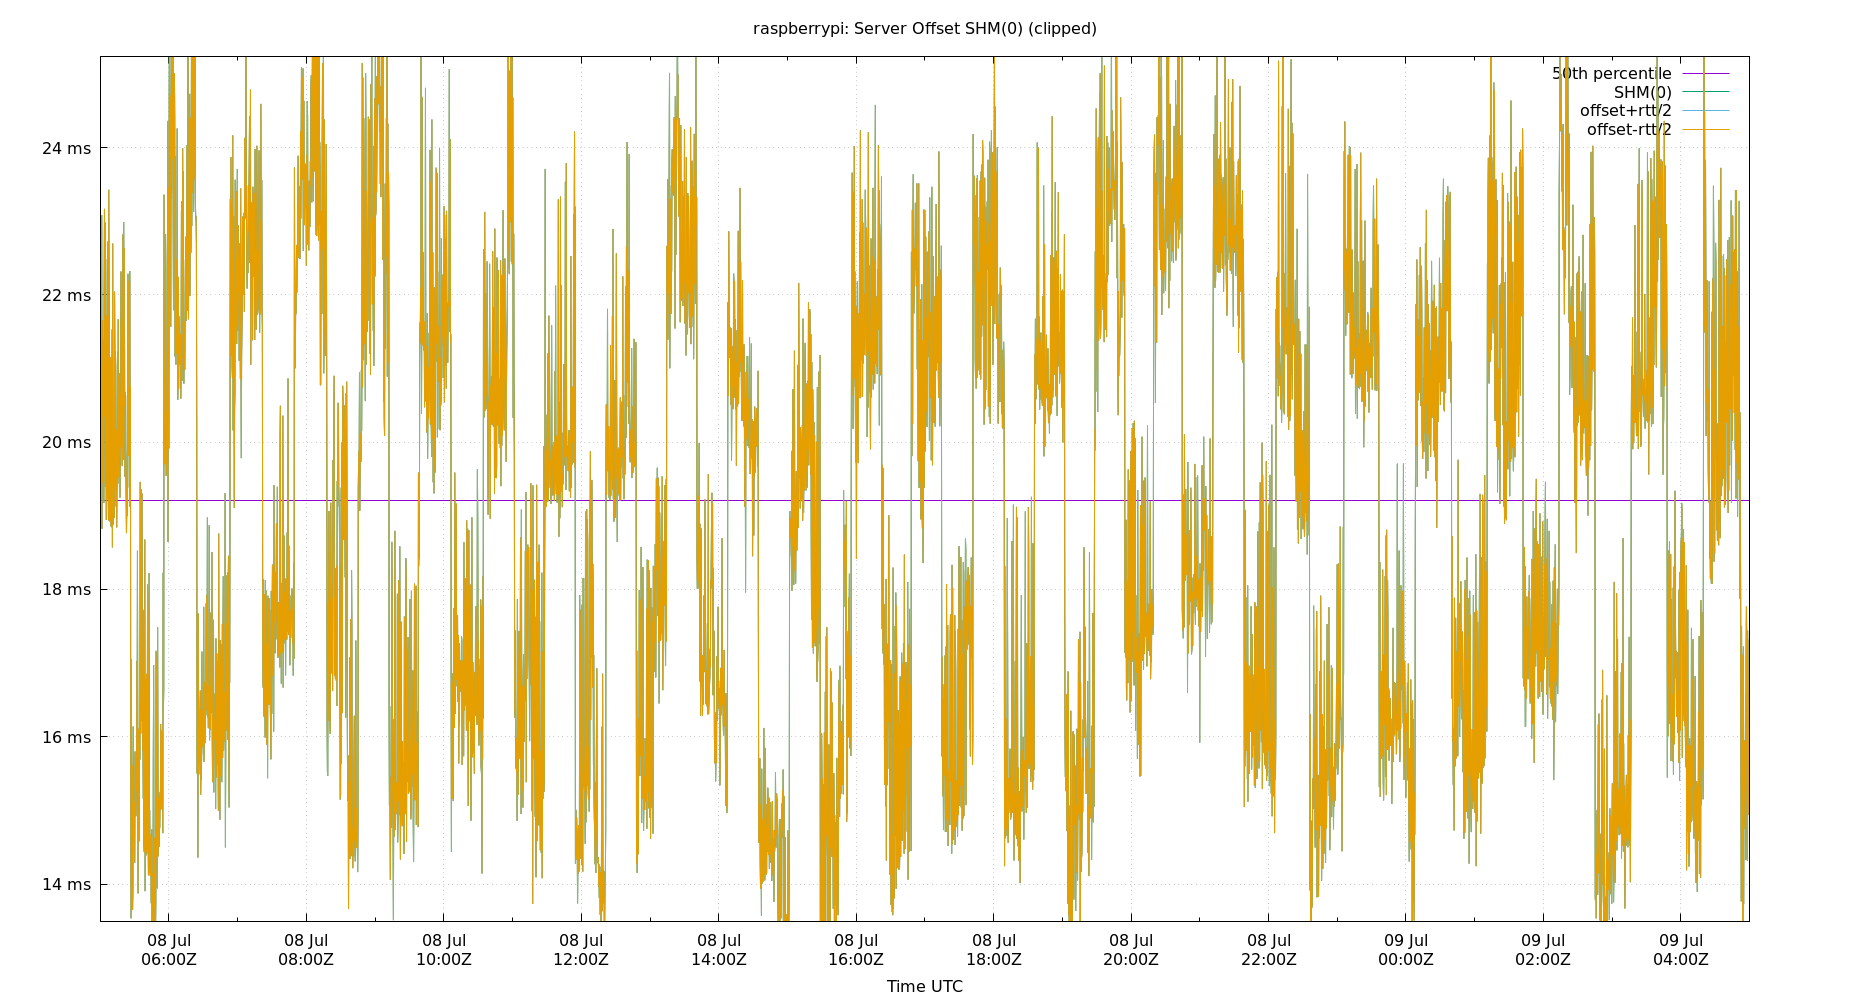 raspberrypi: Server Offset SHM(0) (clipped)
50th percentile
SHM(0)
offset+rtt/2
offset-rtt/2
24 ms
22 ms
20 ms
18 ms
16 ms
14 ms
08 Jul 08 Jul 08 Jul 08 Jul 08 Jul 08 Jul 08 Jul 08 Jul 08 Jul 09 Jul 09 Jul 09 Jul
06:00Z 08:00Z 10:00Z 12:00Z 14:00Z 16:00Z 18:00Z 20:00Z 22:00Z 00:00Z 02:00Z 04:00Z
Time UTC